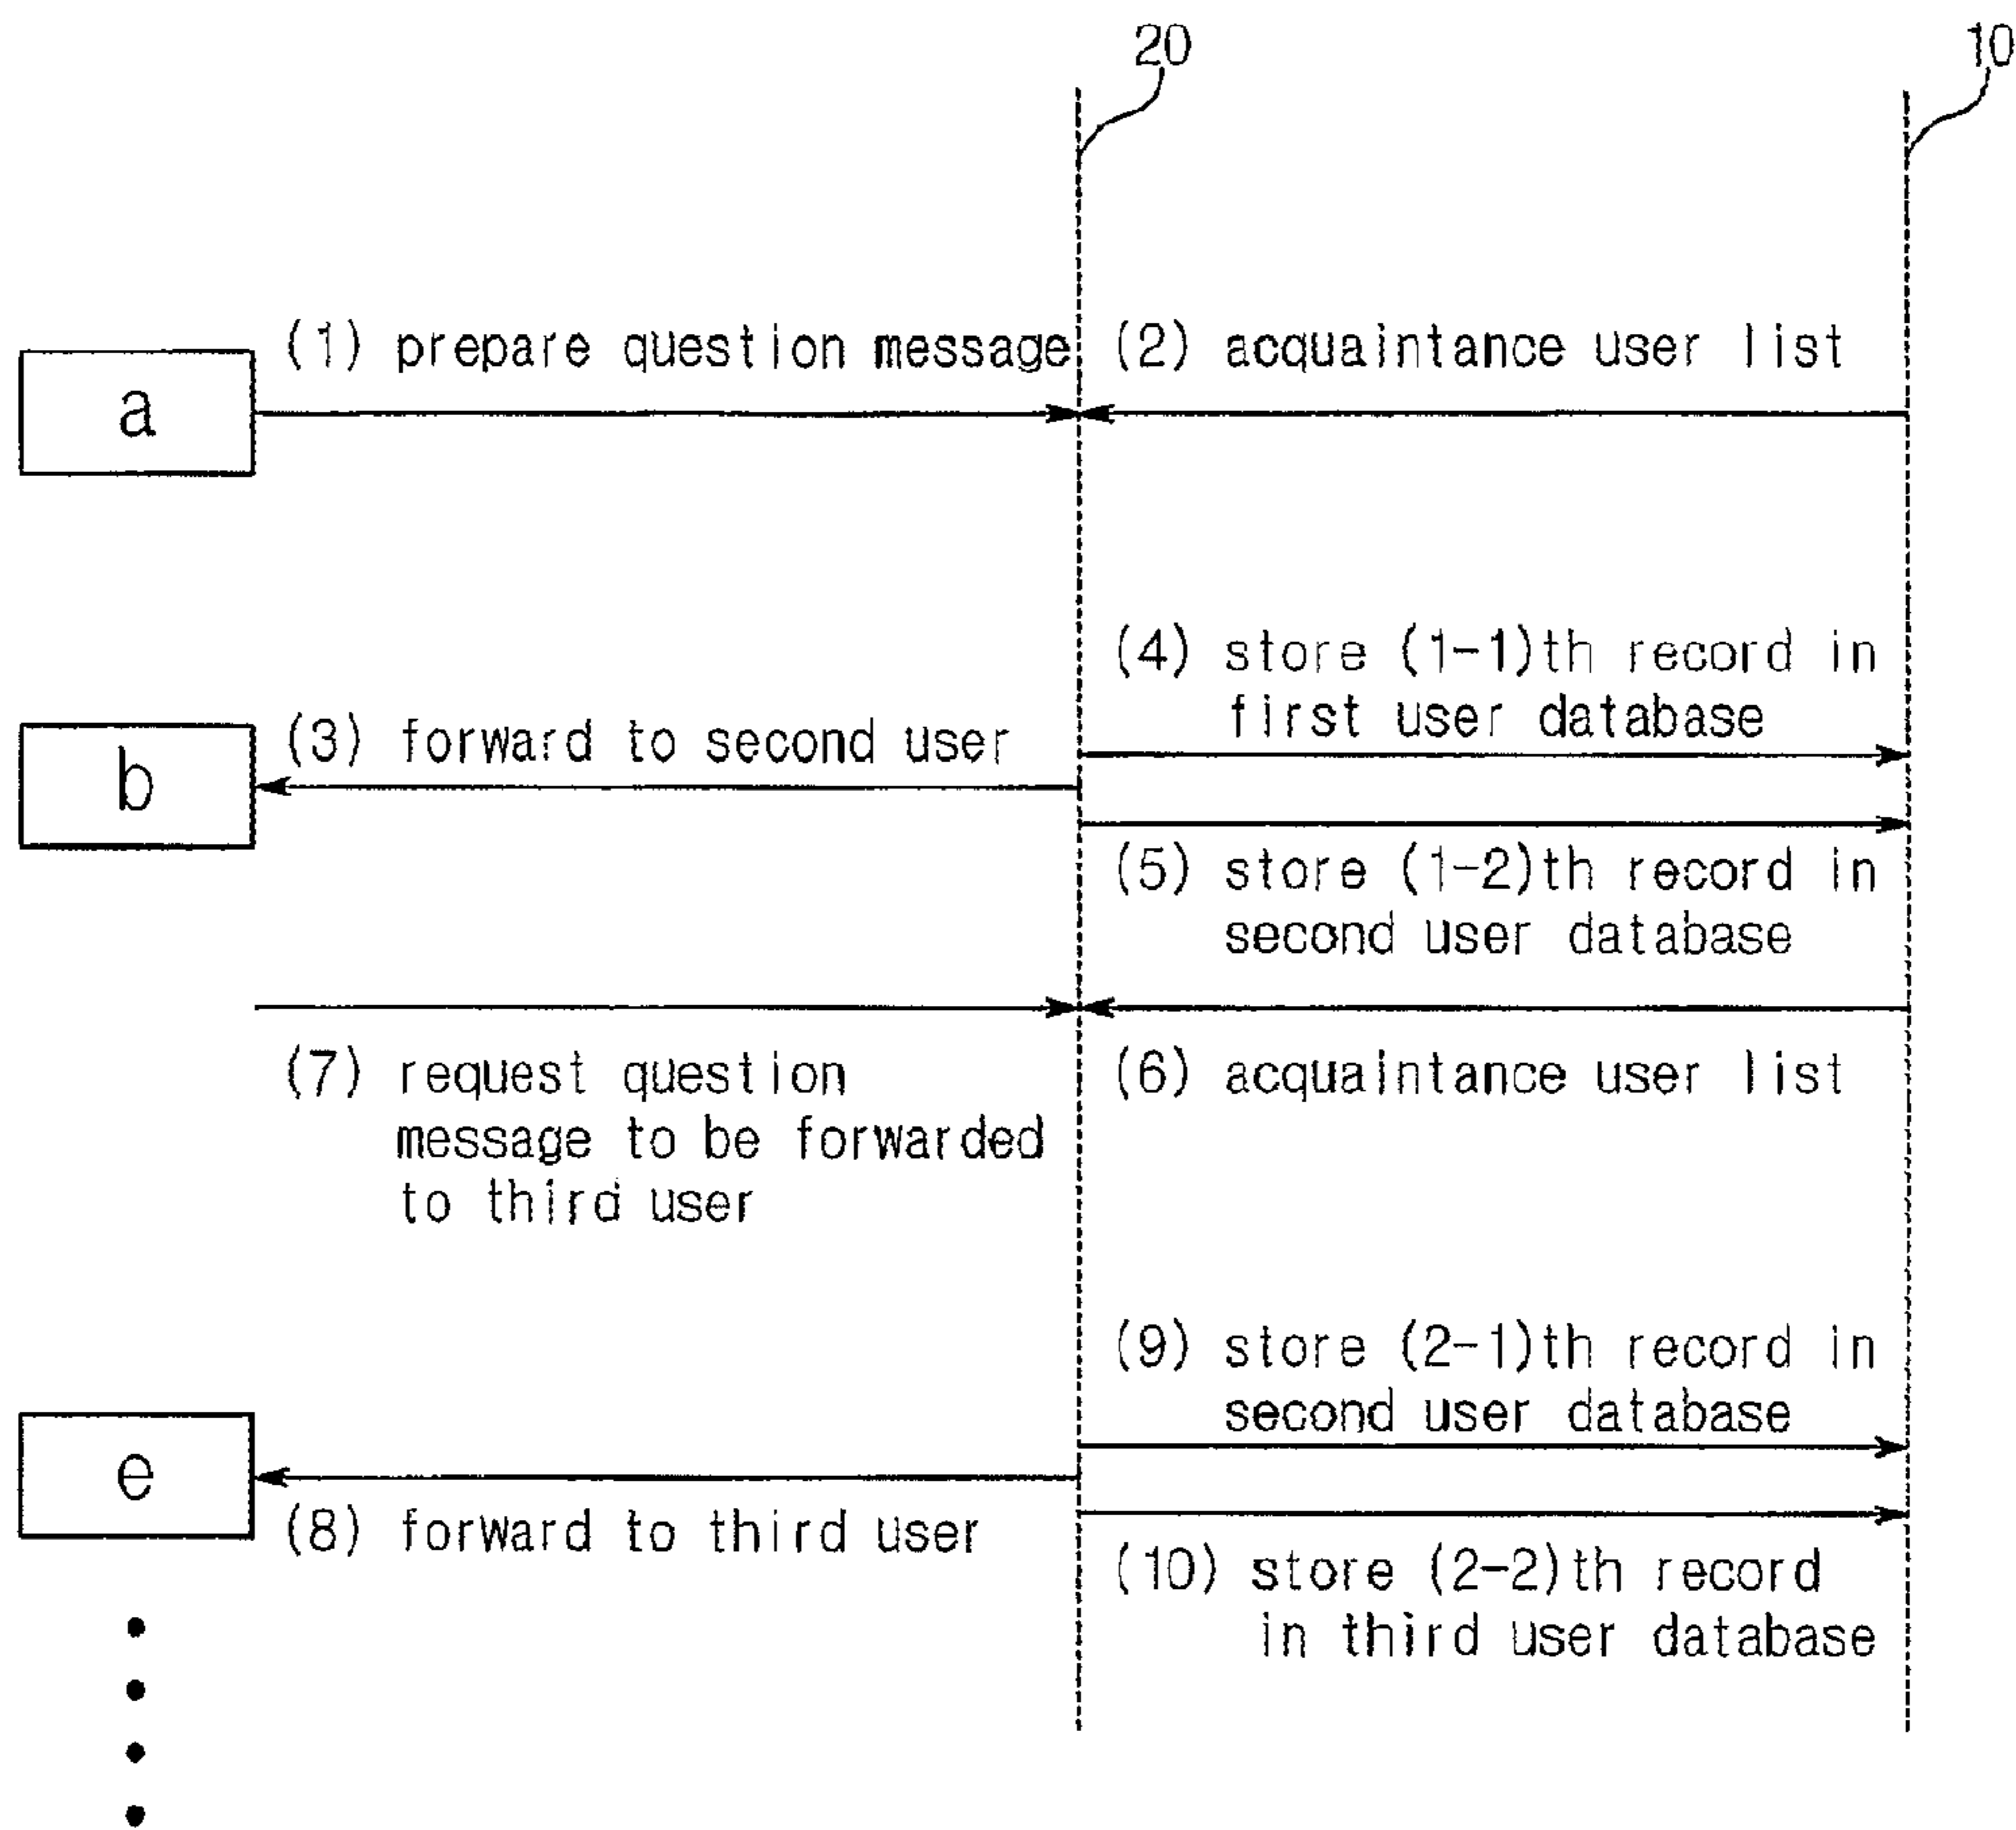 20
10
(1) prepare question message
(2) acquaintance user list
a
(4) store (1-1)th record in
first user database
(3) forward to second user
b
(5) store (1-2)th record in
second user database
(7) request question
message to be forwarded
to third user
(6) acquaintance user list
(9) store (2-1)th record in
second user database
e
(8) forward to third user
(10) store (2-2)th record
in third user database